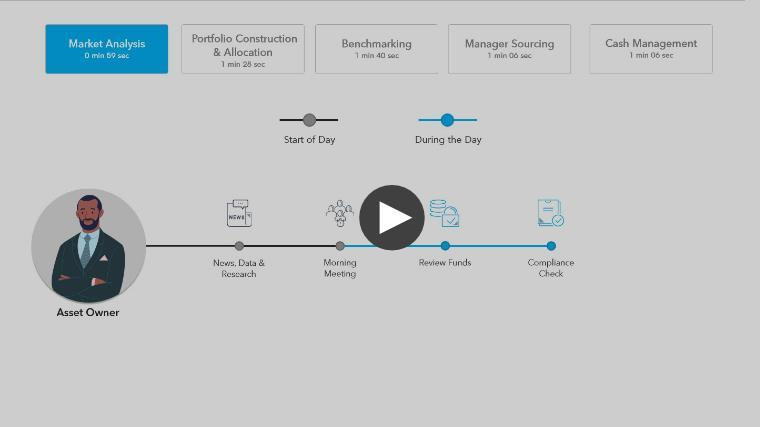 Market Analysis
0 min 59 sec
Portfolio Construction
& Allocation
1 min 28 sec
Benchmarking
1 min 40 sec
Manager Sourcing
1 min 06 sec
Cash Management
1 min 06 sec
Start of Day
During the Day
NEWS
News, Data &
Research
Morning
Meeting
Review Funds
Compliance
Check
Asset Owner